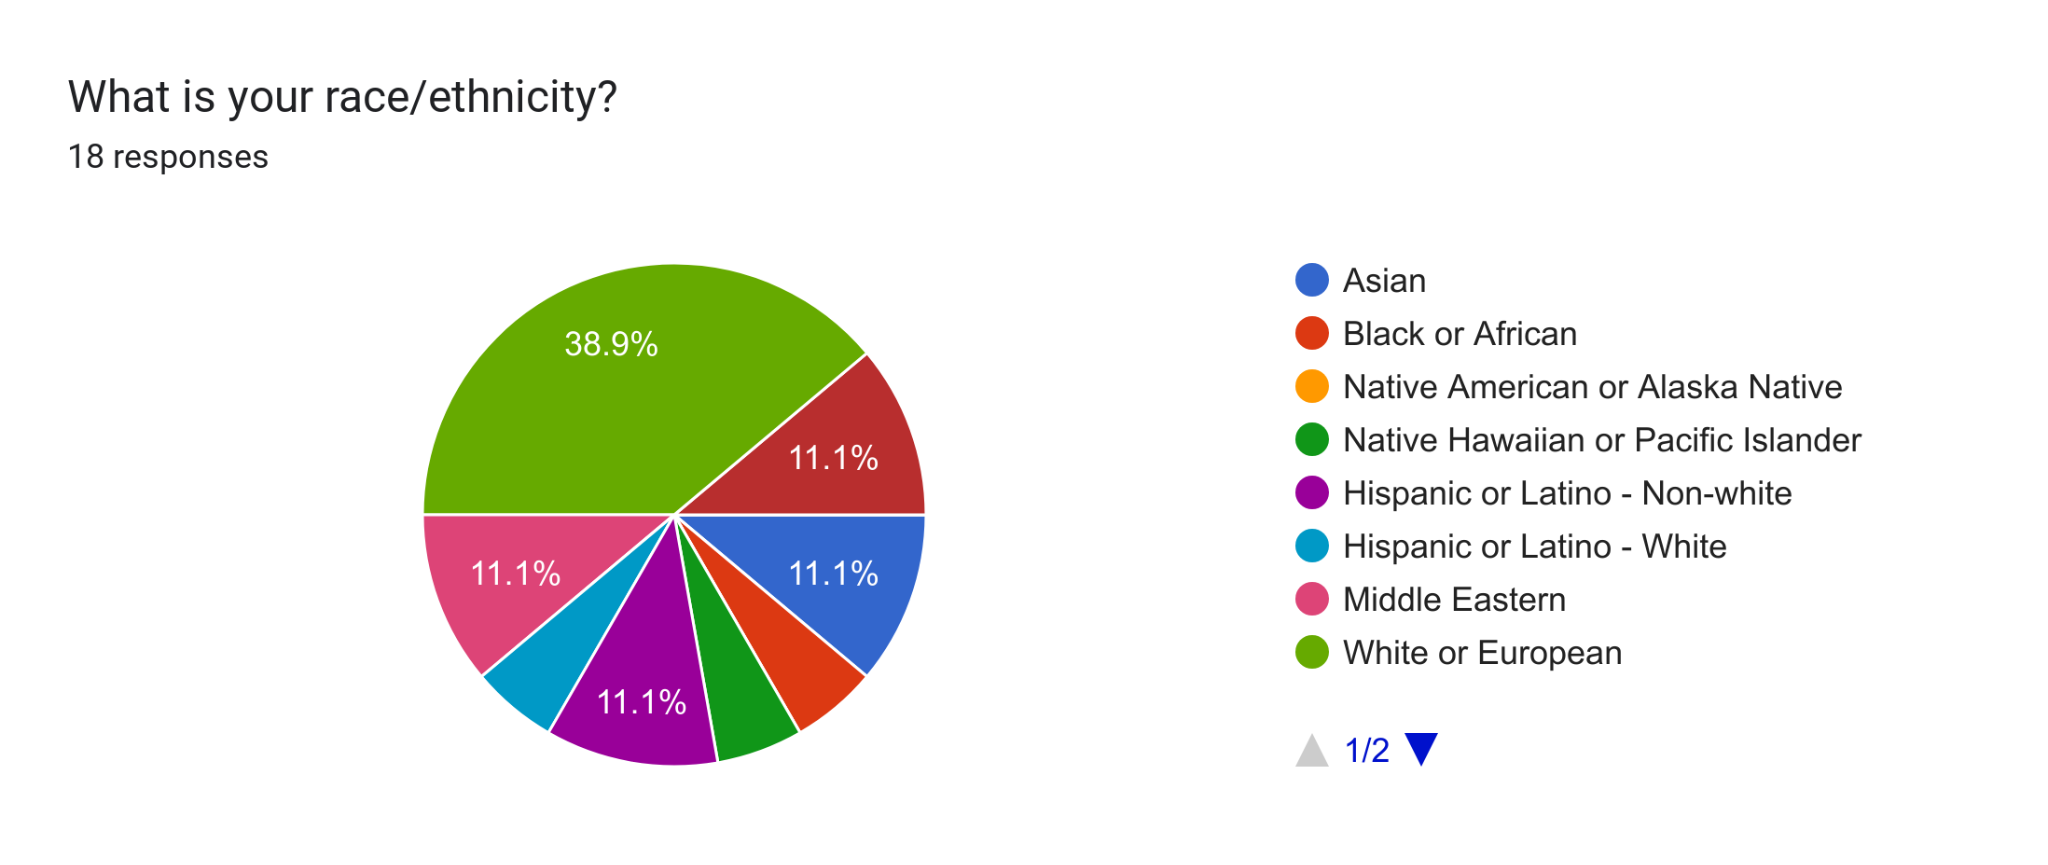 What is your race/ethnicity?
18 responses
38.9%
11.1%
11.1%
11.1%
11.1%
Asian
Black or African
Native American or Alaska Native
Native Hawaiian or Pacific Islander
Hispanic or Latino - Non-white
Hispanic or Latino - White
Middle Eastern
White or European
1/2